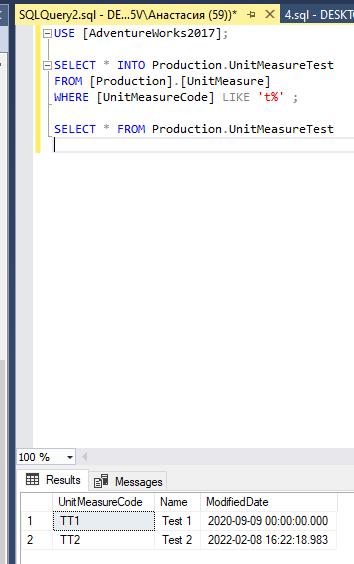 SQLQuery2.sql - DE...5V\Анастасия (59))*
4.sql - DESKT
USE [AdventureWorks2017];
SELECT * INTO Production.UnitMeasureTest
FROM [Production].[UnitMeasure]
WHERE [UnitMeasureCode] LIKE 't%' ;
SELECT * FROM Production.UnitMeasureTest
100 %
Results Messages
UnitMeasureCode Name ModifiedDate
1 TT1 Test 1 2020-09-09 00:00:00.000
2 TT2 Test 2 2022-02-08 16:22:18.983